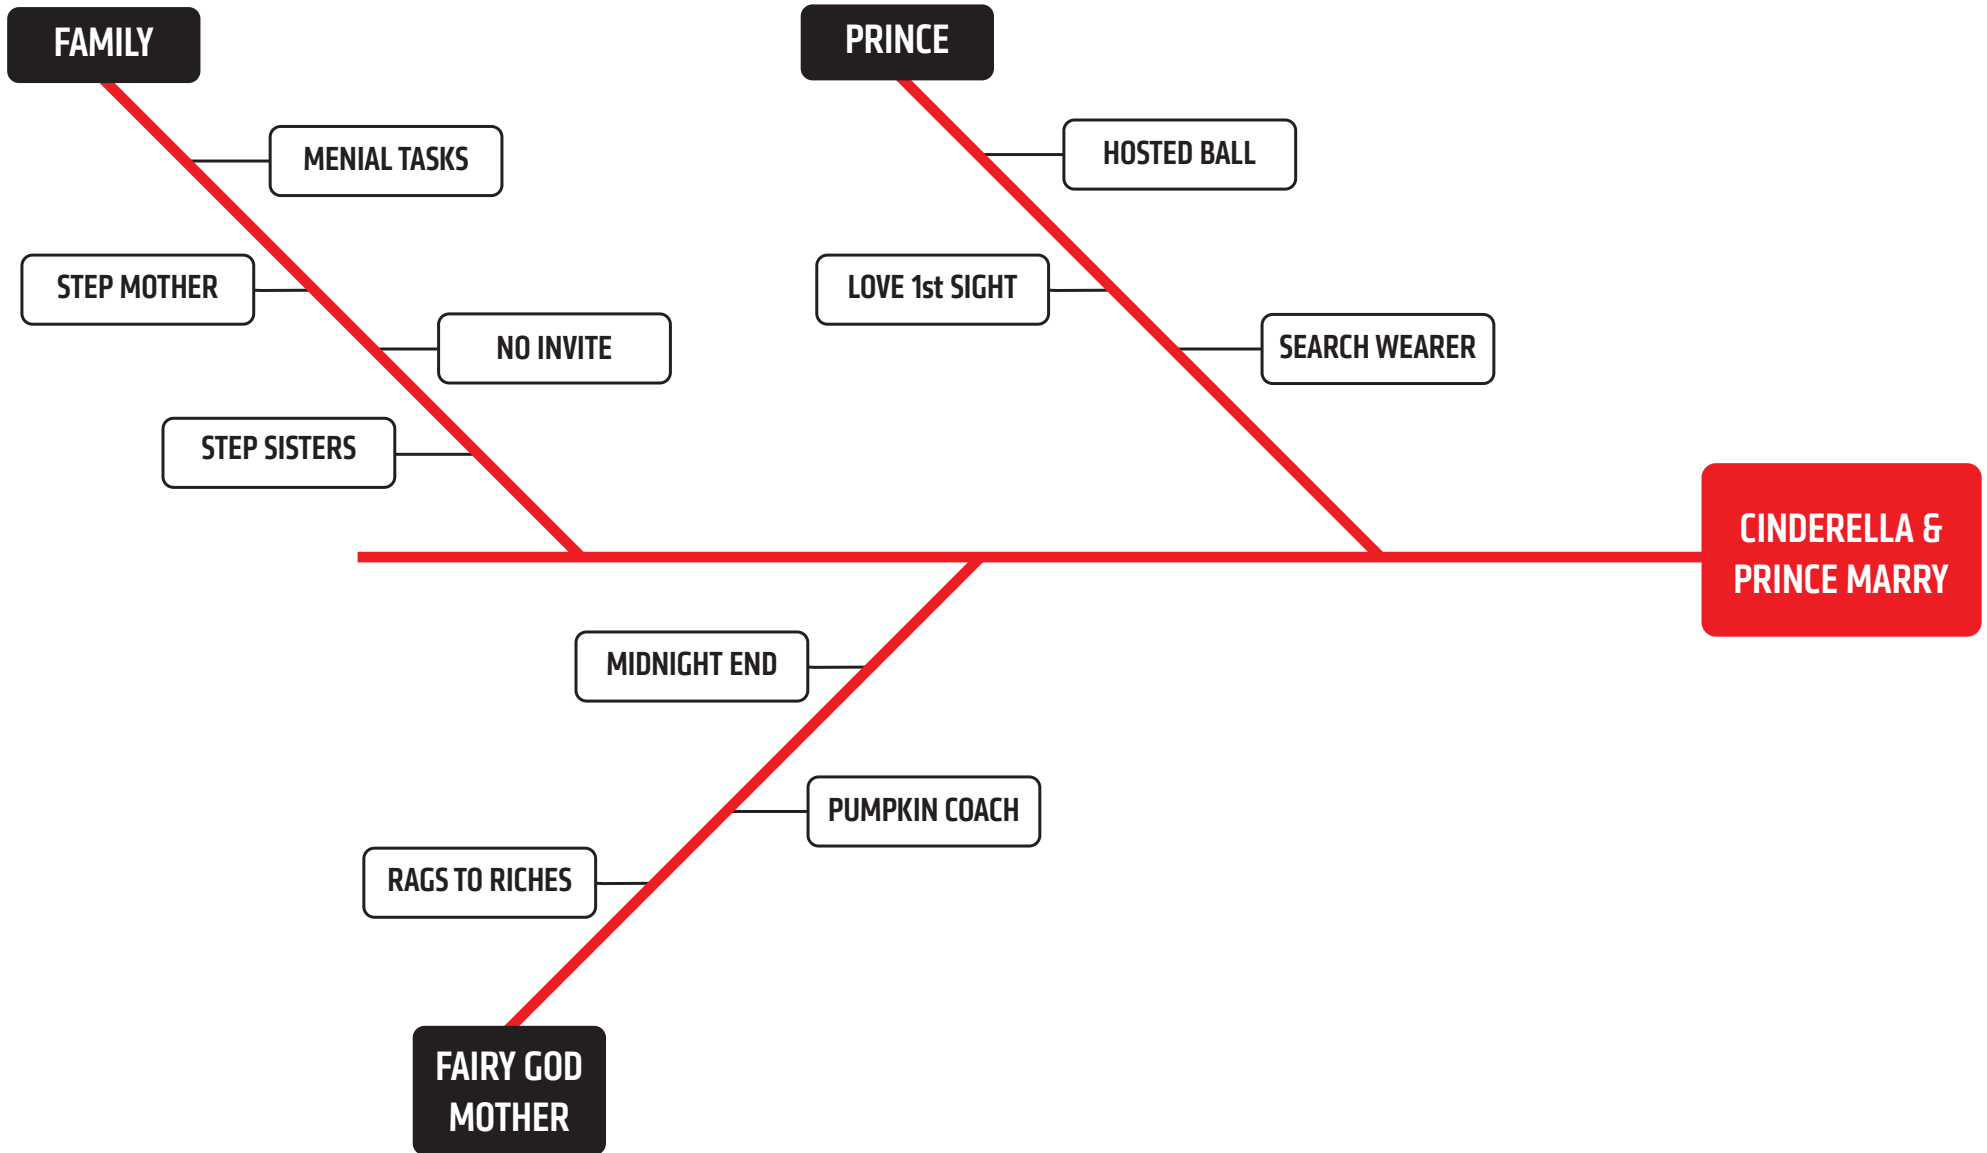 FAMILY
PRINCE
MENIAL TASKS
HOSTED BALL
STEP MOTHER
LOVE 1st SIGHT
NO INVITE
SEARCH WEARER
STEP SISTERS
CINDERELLA &
PRINCE MARRY
MIDNIGHT END
PUMPKIN COACH
RAGS TO RICHES
FAIRY GOD
MOTHER